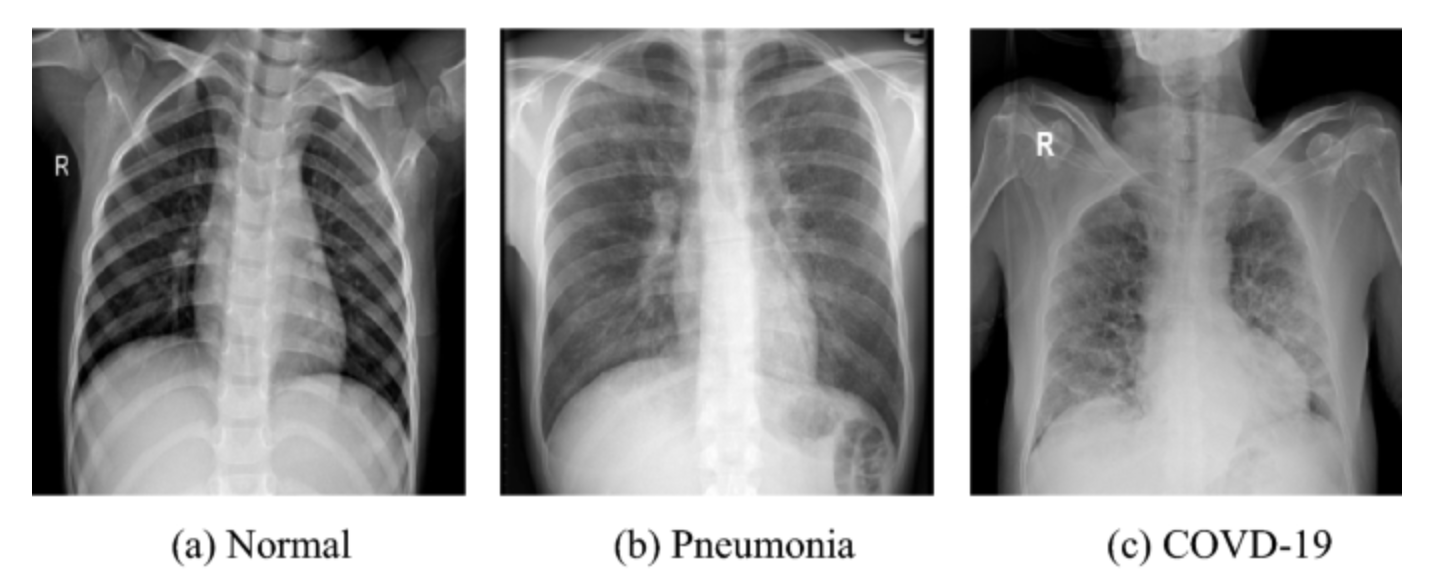 R
R
(a) Normal
(b) Pneumonia
(c) COVD-19